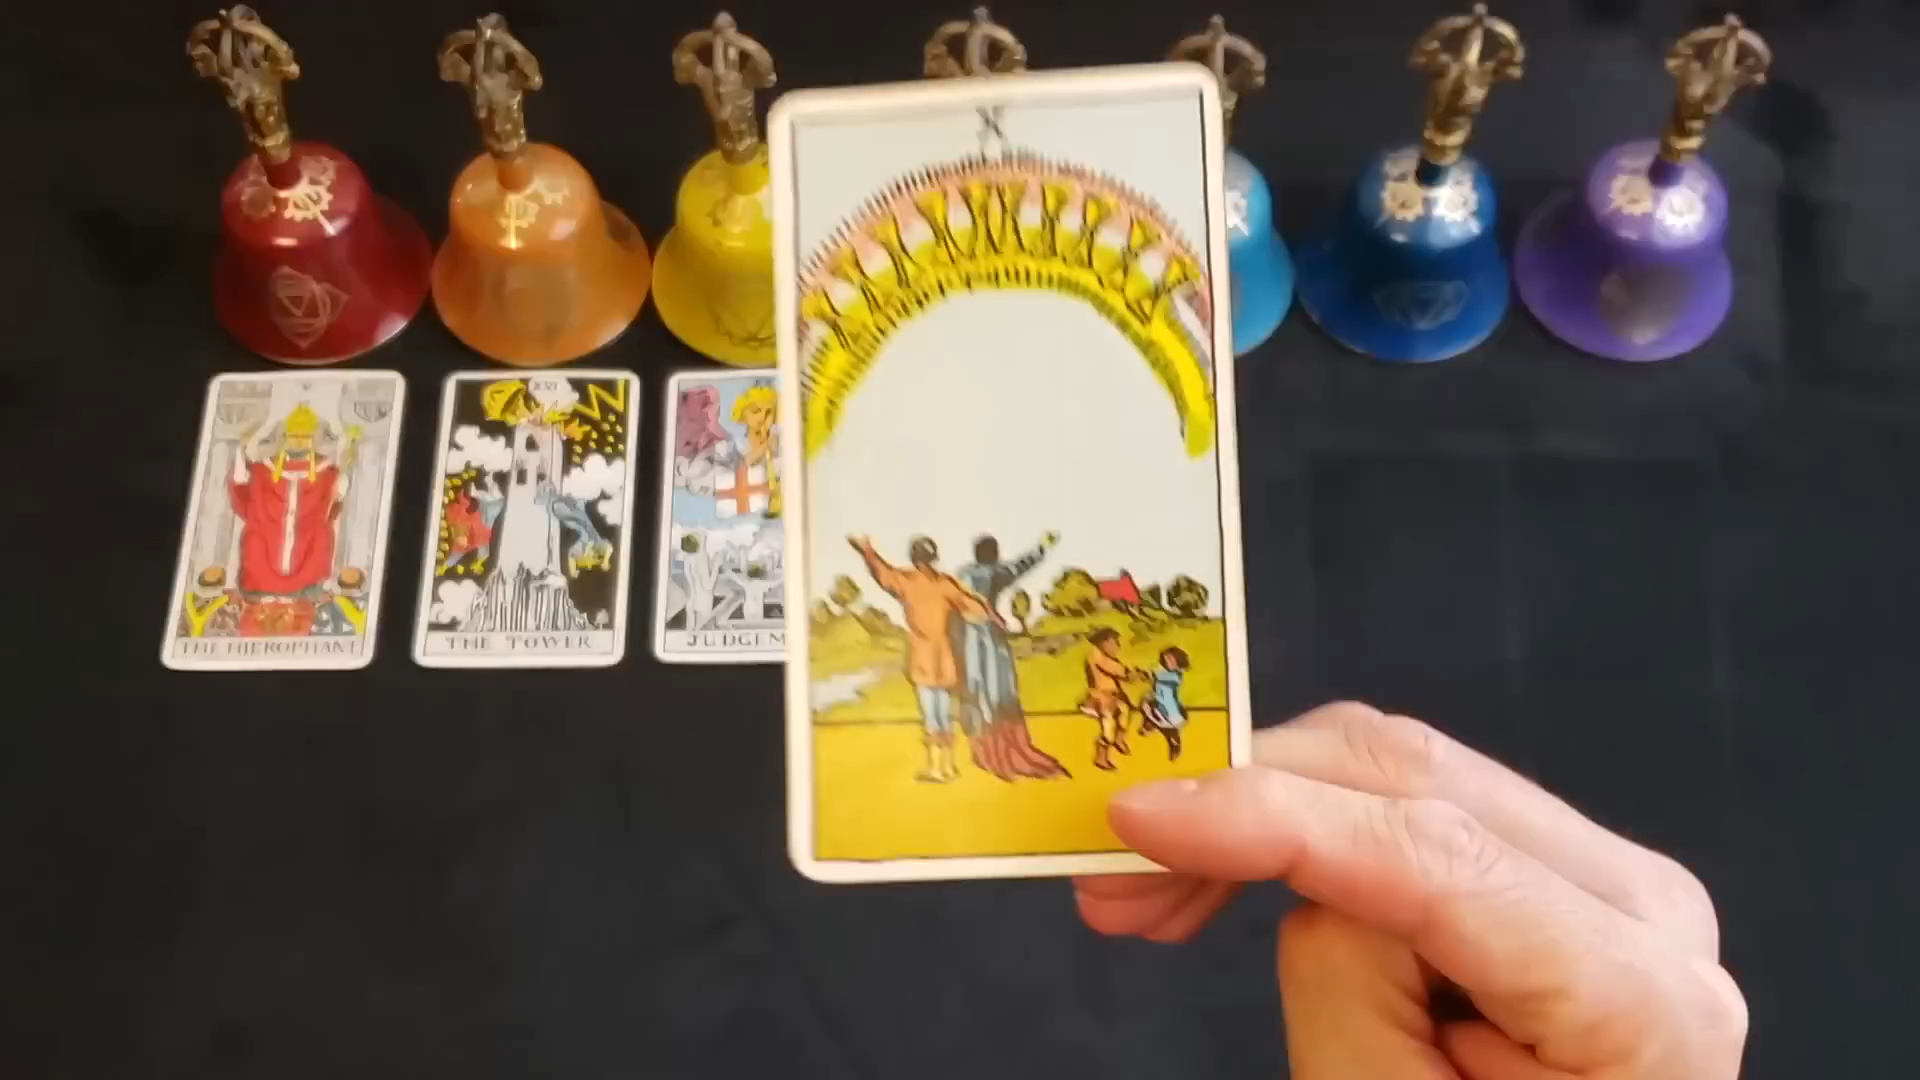 X
V
THE HIEROPHANT
XVI
THE TOWER
JUDGEM